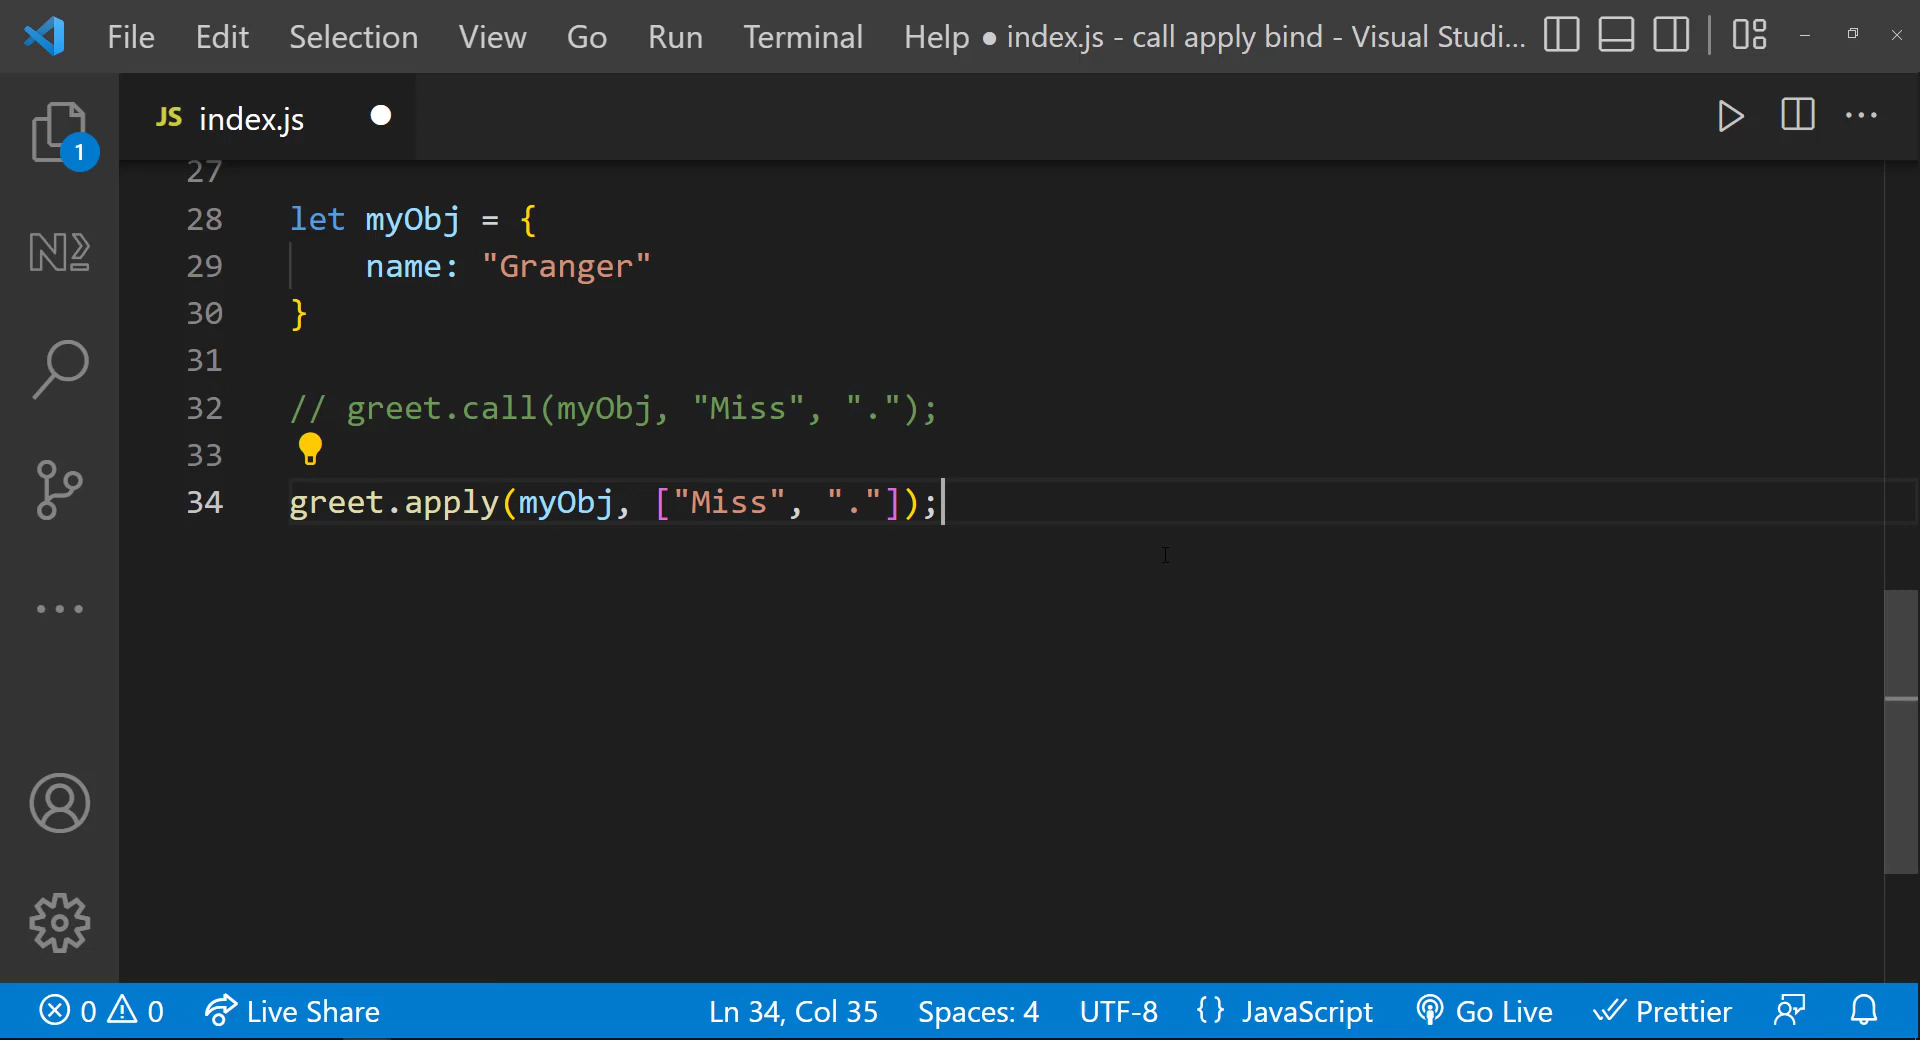 File Edit Selection View Go Run Terminal Help ● index.js - call apply bind - Visual Studi...
JS index.js
1
27
28 let myObj = {
29 name: "Granger"
30 }
31
32 // greet.call(myObj, "Miss", ".");
33
34 greet.apply(myObj, ["Miss", "."]);
0 0 Live Share Ln 34, Col 35 Spaces: 4 UTF-8 {} JavaScript Go Live Prettier